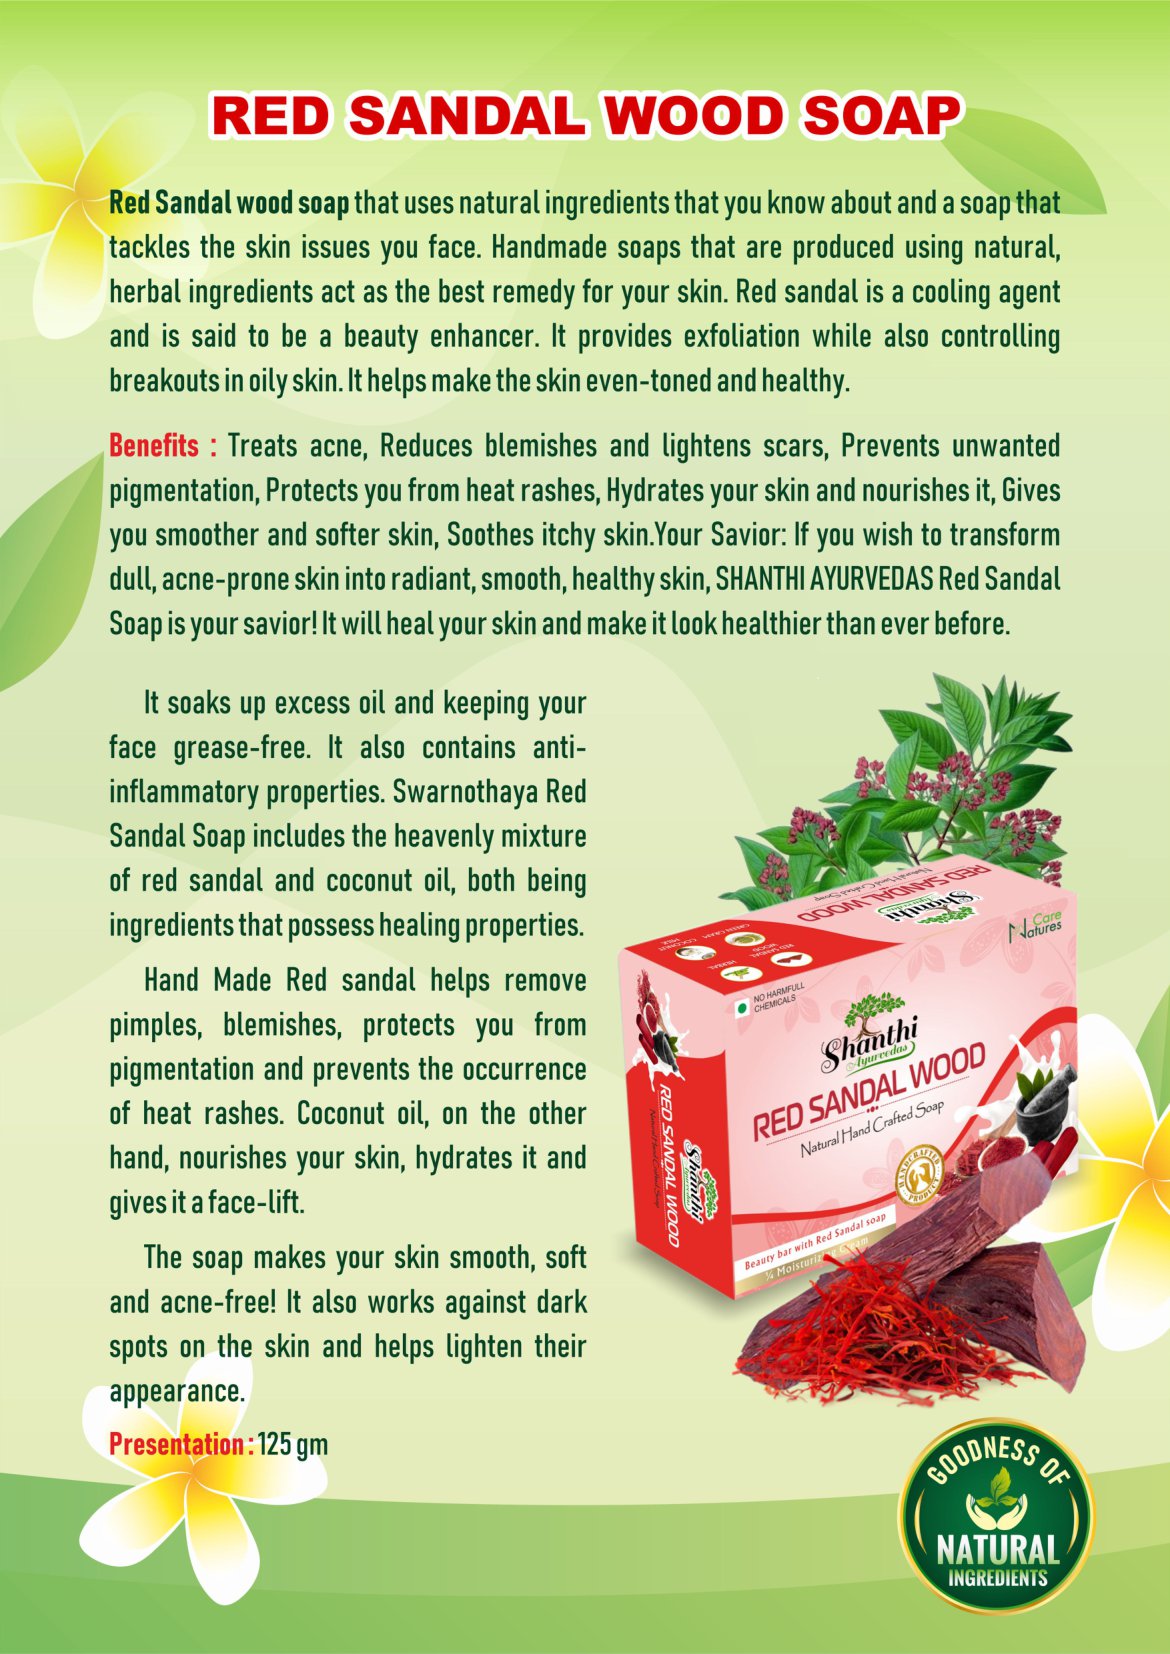 RED SANDAL WOOD SOAP
Red Sandal wood soap that uses natural ingredients that you know about and a soap that
tackles the skin issues you face. Handmade soaps that are produced using natural,
herbal ingredients act as the best remedy for your skin. Red sandal is a cooling agent
and is said to be a beauty enhancer. It provides exfoliation while also controlling
breakouts in oily skin. It helps make the skin even-toned and healthy.
Benefits : Treats acne, Reduces blemishes and lightens scars, Prevents unwanted
pigmentation, Protects you from heat rashes, Hydrates your skin and nourishes it, Gives
you smoother and softer skin, Soothes itchy skin.Your Savior: If you wish to transform
dull, acne-prone skin into radiant, smooth, healthy skin, SHANTHI AYURVEDAS Red Sandal
Soap is your savior! It will heal your skin and make it look healthier than ever before.
It soaks up excess oil and keeping your
face grease-free. It also contains anti-
inflammatory properties. Swarnothaya Red
Sandal Soap includes the heavenly mixture
of red sandal and coconut oil, both being
ingredients that possess healing properties.
Hand Made Red sandal helps remove
pimples, blemishes, protects you from
pigmentation and prevents the occurrence
of heat rashes. Coconut oil, on the other
hand, nourishes your skin, hydrates it and
gives it a face-lift.
The soap makes your skin smooth, soft
and acne-free! It also works against dark
spots on the skin and helps lighten their
appearance.
Presentation : 125 gm
Natural Hand Crafted Soap
RED SANDAL WOOD
Shanthi
Ayurvedas
Care
Natures
GREEN GRAM
COCONUT
MILK
RED SANDAL
WOOD
HERBAL
NO HARMFULL
CHEMICALS
Shanthi
Ayurvedas
RED SANDAL WOOD
Natural Hand Crafted Soap
HANDCRAFTED
PRODUCT
Beauty bar with Red Sandal soap
¼ Moisturizing Cream
Shanthi
Ayurvedas
RED SANDAL WOOD
Natural Hand Crafted Soap
GOODNESS OF
NATURAL
INGREDIENTS